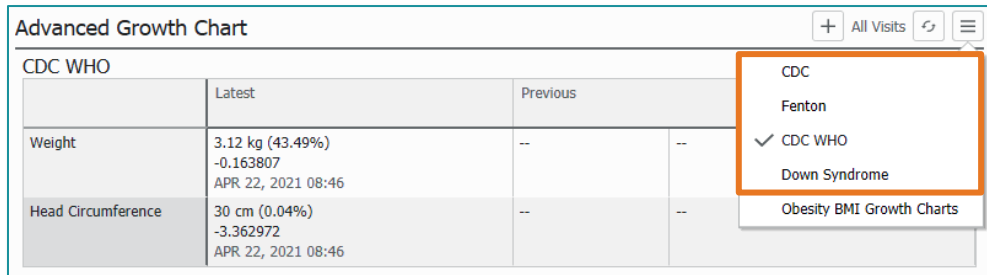 Advanced Growth Chart
All Visits
CDC WHO
Latest
Previous
Weight
3.12 kg (43.49%)
-0.163807
APR 22, 2021 08:46
--
--
Head Circumference
30 cm (0.04%)
-3.362972
APR 22, 2021 08:46
--
--
CDC
Fenton
CDC WHO
Down Syndrome
Obesity BMI Growth Charts